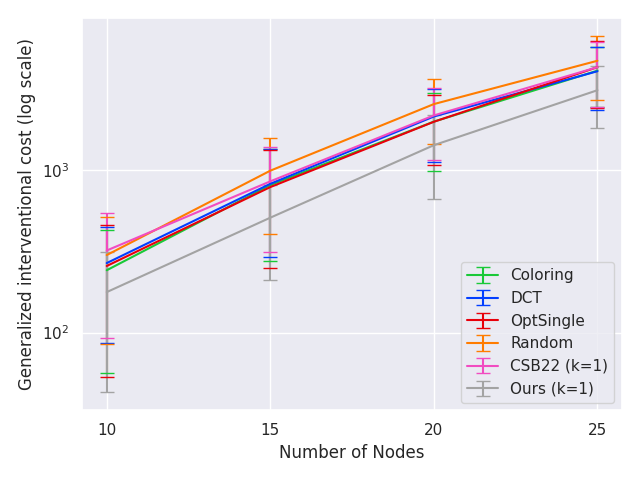 Generalized interventional cost (log scale)
10³
10²
10
15
20
25
Number of Nodes
Coloring
DCT
OptSingle
Random
CSB22 (k=1)
Ours (k=1)